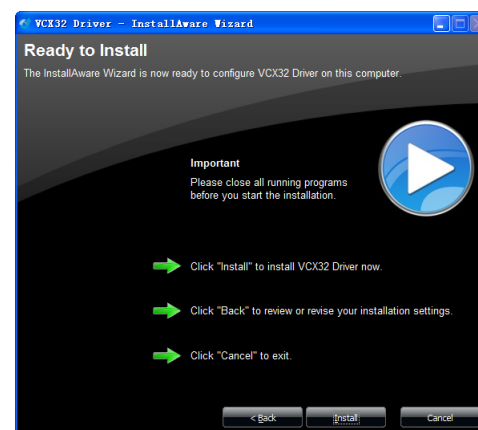 VCX32 Driver - InstallAware Wizard
Ready to Install
The InstallAware Wizard is now ready to configure VCX32 Driver on this computer.
Important
Please close all running programs
before you start the installation.
Click "Install" to install VCX32 Driver now.
Click "Back" to review or revise your installation settings.
Click "Cancel" to exit.
< Back
Install
Cancel